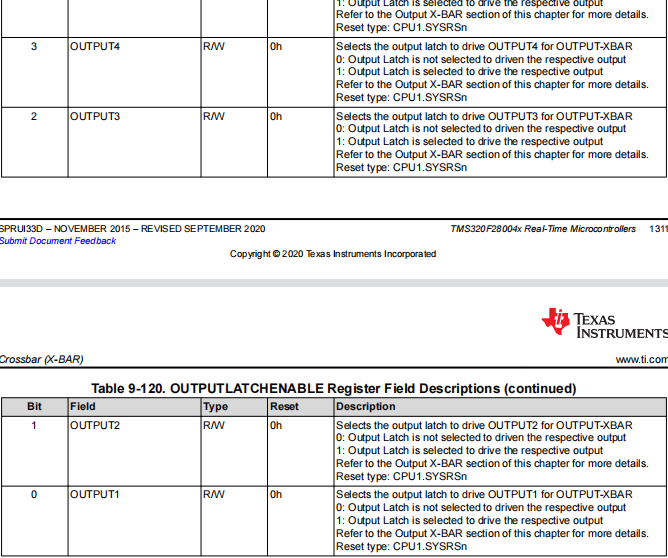 1: Output Latch is selected to drive the respective output
Refer to the Output X-BAR section of this chapter for more details.
Reset type: CPU1.SYSRSn
3 OUTPUT4 R/W 0h Selects the output latch to drive OUTPUT4 for OUTPUT-XBAR
0: Output Latch is not selected to driven the respective output
1: Output Latch is selected to drive the respective output
Refer to the Output X-BAR section of this chapter for more details.
Reset type: CPU1.SYSRSn
2 OUTPUT3 R/W 0h Selects the output latch to drive OUTPUT3 for OUTPUT-XBAR
0: Output Latch is not selected to driven the respective output
1: Output Latch is selected to drive the respective output
Refer to the Output X-BAR section of this chapter for more details.
Reset type: CPU1.SYSRSn
SPRUI33D – NOVEMBER 2015 – REVISED SEPTEMBER 2020 TMS320F28004x Real-Time Microcontrollers 1311
Submit Document Feedback
Copyright © 2020 Texas Instruments Incorporated
TEXAS
INSTRUMENTS
Crossbar (X-BAR) www.ti.com
Table 9-120. OUTPUTLATCHENABLE Register Field Descriptions (continued)
Bit Field Type Reset Description
1 OUTPUT2 R/W 0h Selects the output latch to drive OUTPUT2 for OUTPUT-XBAR
0: Output Latch is not selected to driven the respective output
1: Output Latch is selected to drive the respective output
Refer to the Output X-BAR section of this chapter for more details.
Reset type: CPU1.SYSRSn
0 OUTPUT1 R/W 0h Selects the output latch to drive OUTPUT1 for OUTPUT-XBAR
0: Output Latch is not selected to driven the respective output
1: Output Latch is selected to drive the respective output
Refer to the Output X-BAR section of this chapter for more details.
Reset type: CPU1.SYSRSn